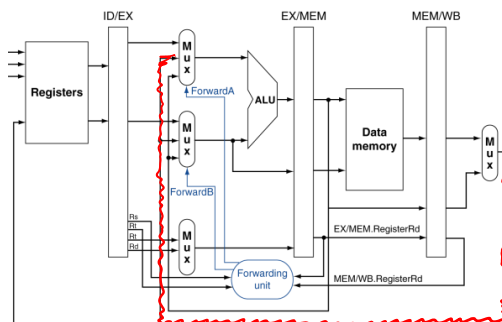 ID/EX
EX/MEM
MEM/WB
Registers
M
u
x
ForwardA
ALU
M
u
x
ForwardB
Data
memory
M
u
x
Rs
Rt
Rt
Rd
M
u
x
EX/MEM.RegisterRd
Forwarding
unit
MEM/WB.RegisterRd